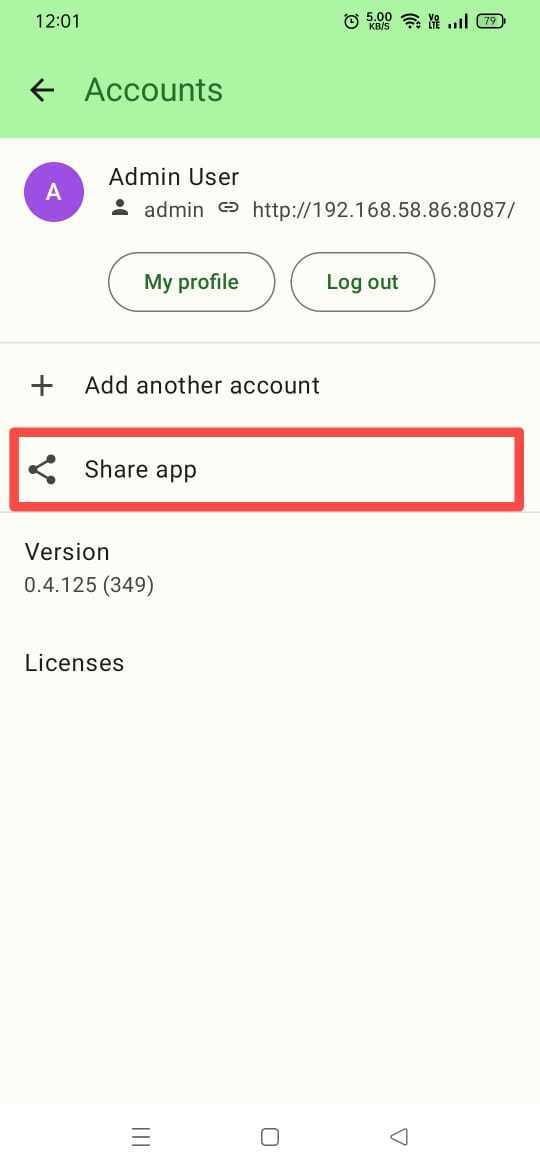 12:01
5.00
KB/S
Vo
LTE
79
Accounts
A
Admin User
admin http://192.168.58.86:8087/
My profile
Log out
Add another account
Share app
Version
0.4.125 (349)
Licenses